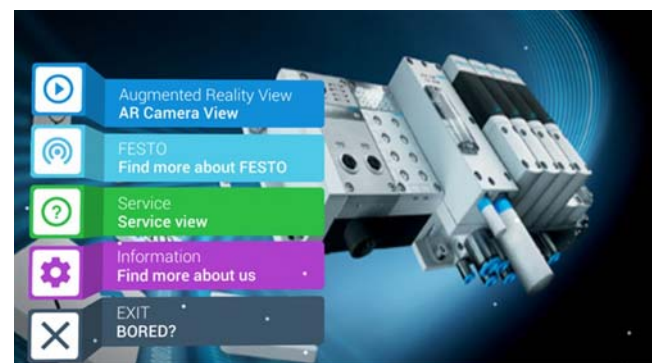 Augmented Reality View
AR Camera View
FESTO
Find more about FESTO
Service
Service view
Information
Find more about us
EXIT
BORED?